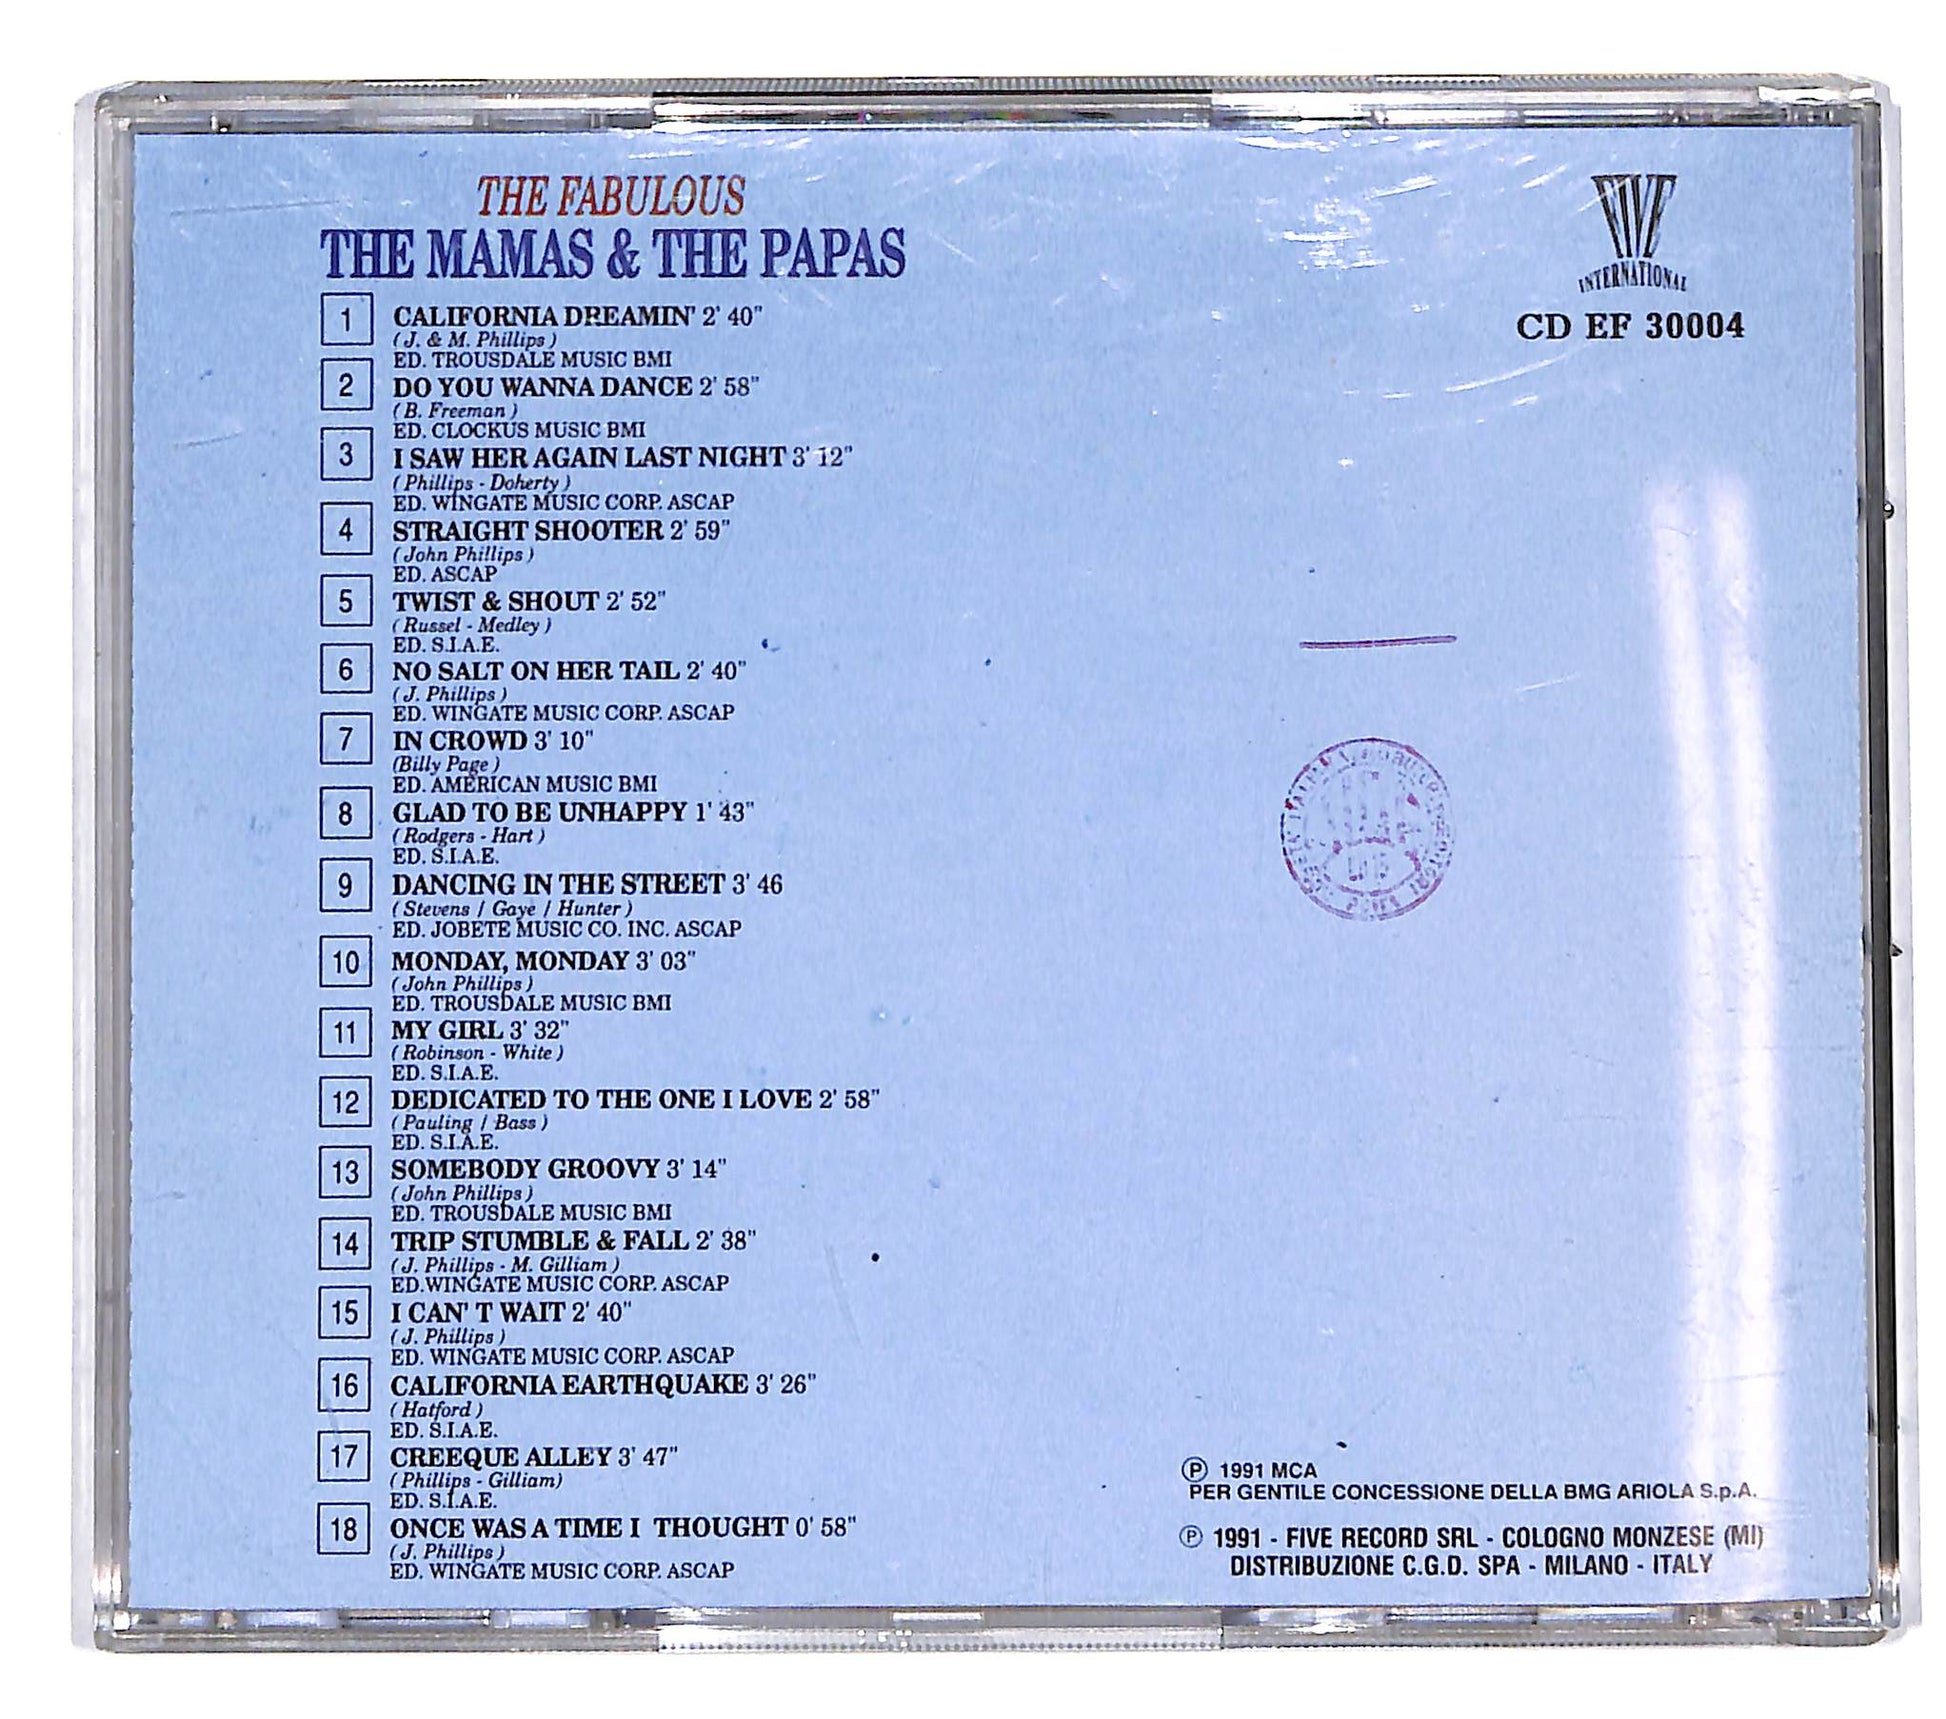 THE FABULOUS
THE MAMAS & THE PAPAS
1 CALIFORNIA DREAMIN' 2' 40"
( J. & M. Phillips )
ED. TROUSDALE MUSIC BMI
2 DO YOU WANNA DANCE 2' 58"
( B. Freeman )
ED. CLOCKUS MUSIC BMI
3 I SAW HER AGAIN LAST NIGHT 3' 12"
( Phillips - Doherty )
ED. WINGATE MUSIC CORP. ASCAP
4 STRAIGHT SHOOTER 2' 59"
( John Phillips )
ED. ASCAP
5 TWIST & SHOUT 2' 52"
( Russel - Medley )
ED. S.I.A.E.
6 NO SALT ON HER TAIL 2' 40"
( J. Phillips )
ED. WINGATE MUSIC CORP. ASCAP
7 IN CROWD 3' 10"
(Billy Page )
ED. AMERICAN MUSIC BMI
8 GLAD TO BE UNHAPPY 1' 43"
( Rodgers - Hart )
ED. S.I.A.E.
9 DANCING IN THE STREET 3' 46
( Stevens / Gaye / Hunter )
ED. JOBETE MUSIC CO. INC. ASCAP
10 MONDAY, MONDAY 3' 03"
( John Phillips )
ED. TROUSDALE MUSIC BMI
11 MY GIRL 3' 32"
( Robinson - White )
ED. S.I.A.E.
12 DEDICATED TO THE ONE I LOVE 2' 58"
( Pauling / Bass )
ED. S.I.A.E.
13 SOMEBODY GROOVY 3' 14"
( John Phillips )
ED. TROUSDALE MUSIC BMI
14 TRIP STUMBLE & FALL 2' 38"
( J. Phillips - M. Gilliam )
ED.WINGATE MUSIC CORP. ASCAP
15 I CAN' T WAIT 2' 40"
( J. Phillips )
ED. WINGATE MUSIC CORP. ASCAP
16 CALIFORNIA EARTHQUAKE 3' 26"
( Hatford )
ED. S.I.A.E.
17 CREEQUE ALLEY 3' 47"
( Phillips - Gilliam)
ED. S.I.A.E.
18 ONCE WAS A TIME I THOUGHT 0' 58"
( J. Phillips )
ED. WINGATE MUSIC CORP. ASCAP
FIVE
INTERNATIONAL
CD EF 30004
Ⓟ 1991 MCA
PER GENTILE CONCESSIONE DELLA BMG ARIOLA S.p.A.
Ⓟ 1991 - FIVE RECORD SRL - COLOGNO MONZESE (MI)
DISTRIBUZIONE C.G.D. SPA - MILANO - ITALY